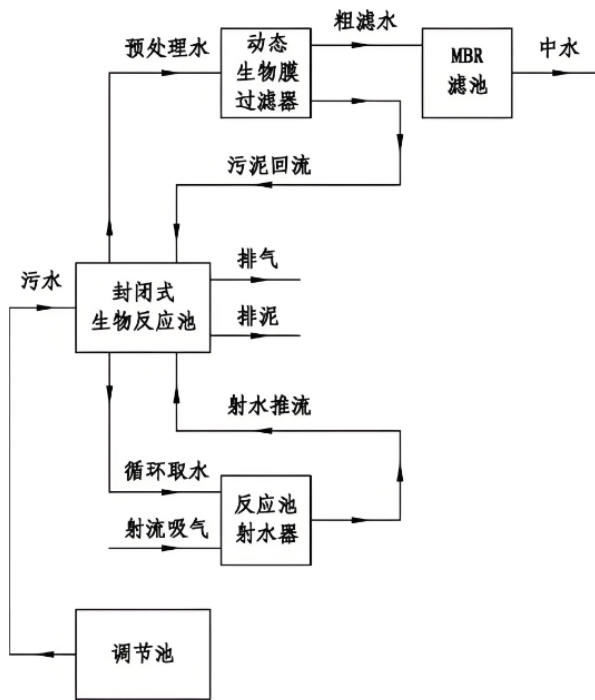 预处理水
动态
生物膜
过滤器
粗滤水
MBR
滤池
中水
污泥回流
污水
封闭式
生物反应池
排气
排泥
射水推流
循环取水
射流吸气
反应池
射水器
调节池